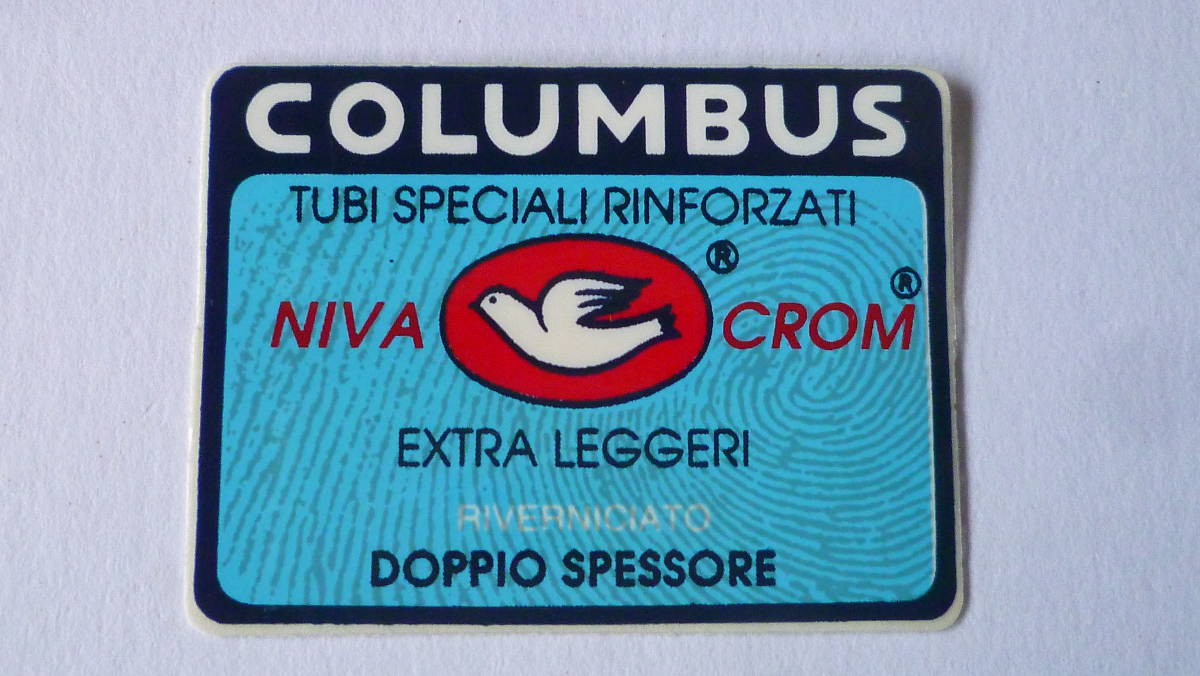 COLUMBUS
TUBI SPECIALI RINFORZATI
®
NIVA CROM®
EXTRA LEGGERI
RIVERNICIATO
DOPPIO SPESSORE